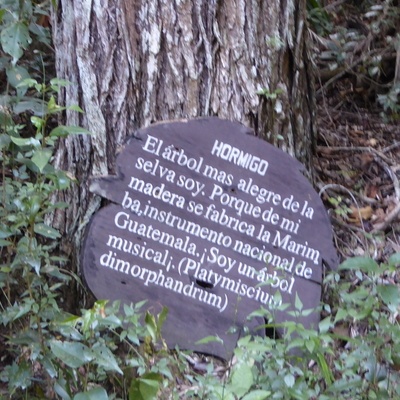 HORMIGO
El árbol mas alegre de la
selva soy. Porque de mi
madera se fabrica la Marim
ba,instrumento nacional de
Guatemala.¡Soy un árbol
musical¡.(Platymiscium
dimorphandrum)